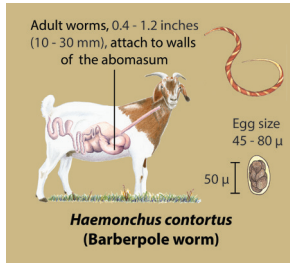 Adult worms, 0.4 - 1.2 inches
(10 - 30 mm), attach to walls
of the abomasum
Egg size
45 - 80 µ
50 µ
Haemonchus contortus
(Barberpole worm)